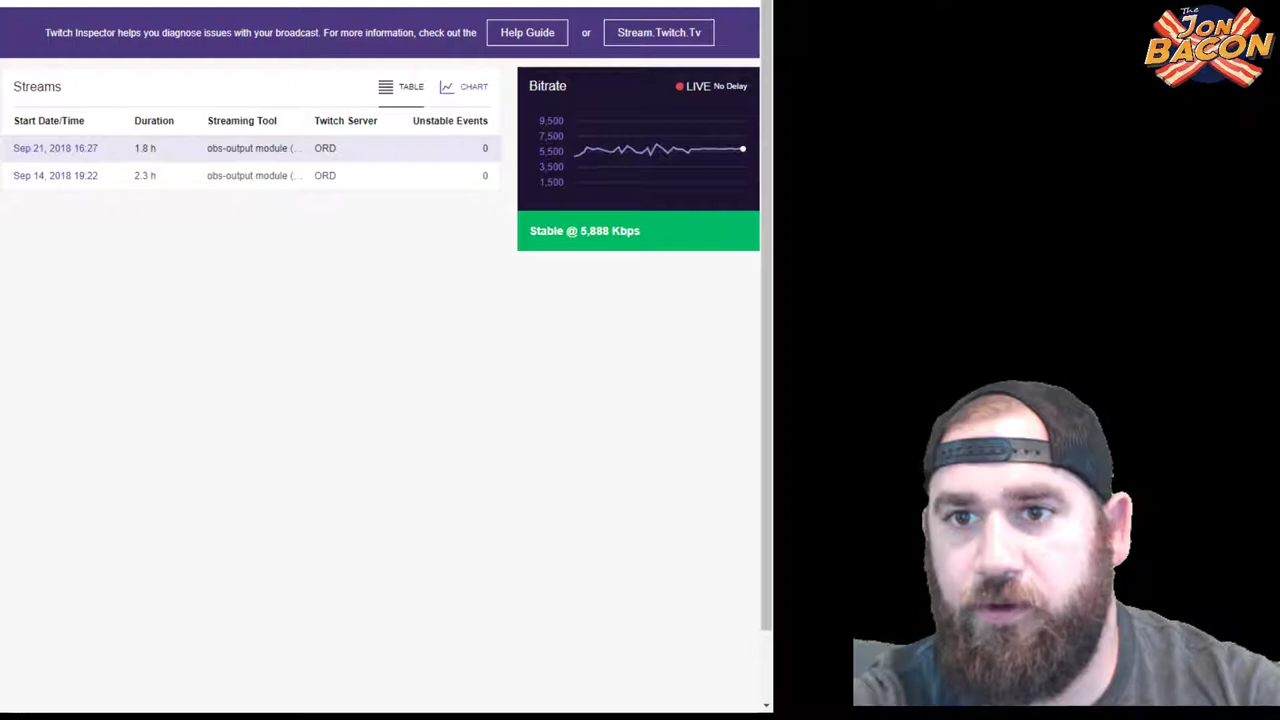 Twitch Inspector helps you diagnose issues with your broadcast. For more information, check out the Help Guide or Stream.Twitch.Tv
The
JON
BACON
Streams
TABLE
CHART
Start Date/Time Duration Streaming Tool Twitch Server Unstable Events
Sep 21, 2018 16:27 1.8 h obs-output module (... ORD 0
Sep 14, 2018 19:22 2.3 h obs-output module (... ORD 0
Bitrate
LIVE No Delay
9,500
7,500
5,500
3,500
1,500
Stable @ 5,888 Kbps